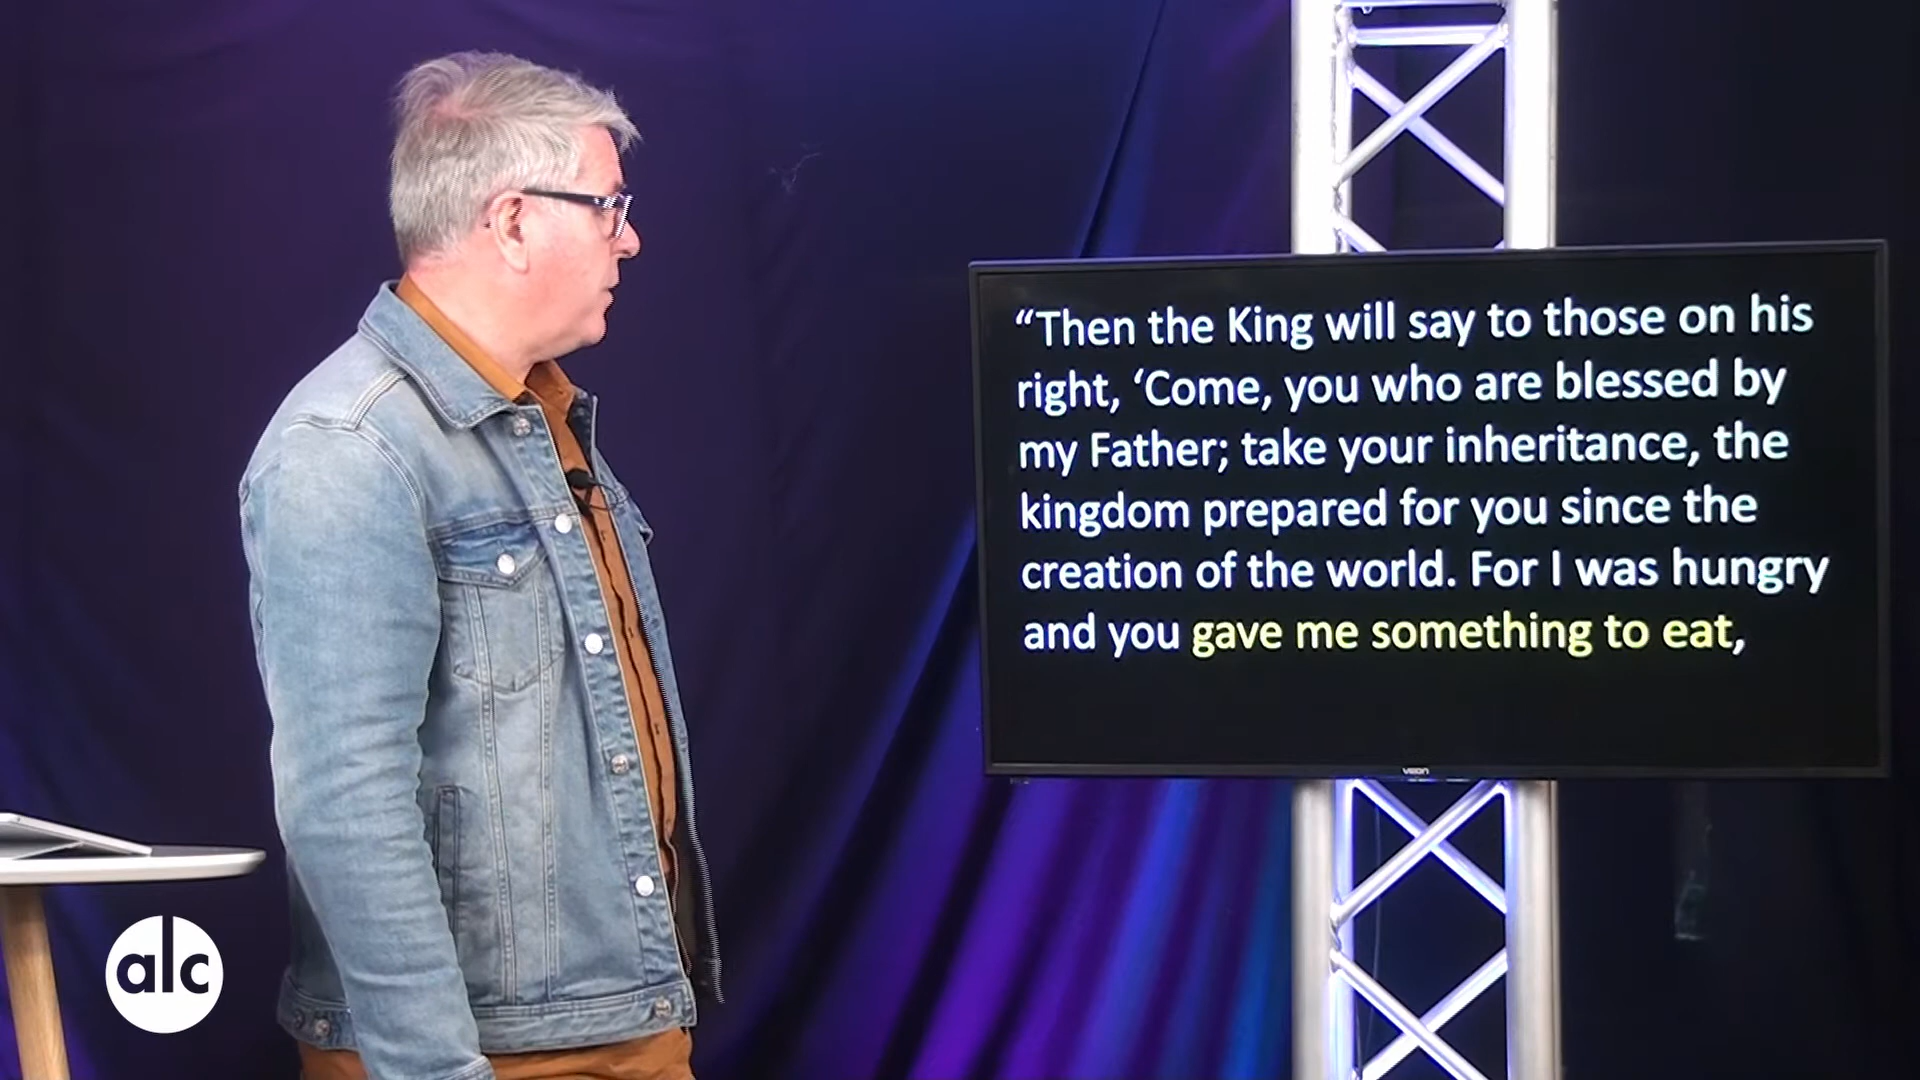 “Then the King will say to those on his
right, ‘Come, you who are blessed by
my Father; take your inheritance, the
kingdom prepared for you since the
creation of the world. For I was hungry
and you gave me something to eat,
alc